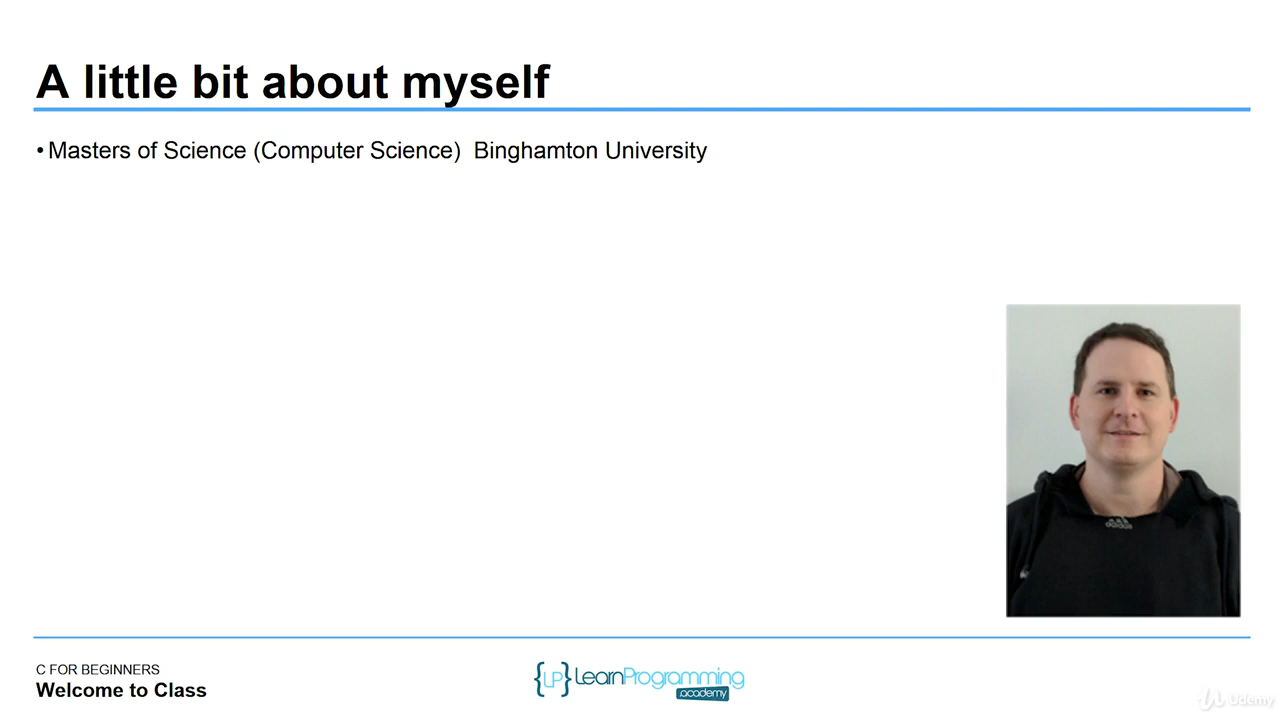 A little bit about myself
• Masters of Science (Computer Science)  Binghamton University
adidas
C FOR BEGINNERS
Welcome to Class
{LP} LearnProgramming
.academy
Udemy